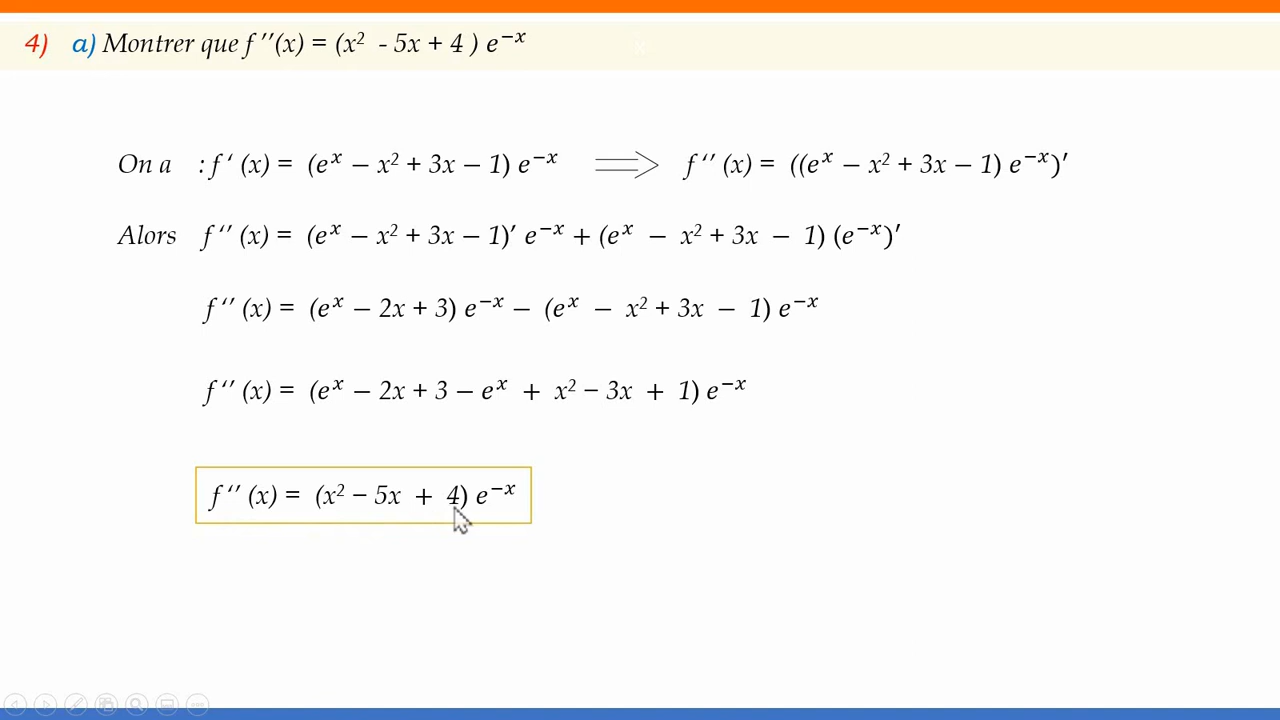 4) a) Montrer que f ’’(x) = (x² - 5x + 4 ) e⁻ˣ
On a : f ‘ (x) = (eˣ − x² + 3x − 1) e⁻ˣ ⟹ f ‘’ (x) = ((eˣ − x² + 3x − 1) e⁻ˣ)’
Alors f ‘’ (x) = (eˣ − x² + 3x − 1)’ e⁻ˣ + (eˣ − x² + 3x − 1) (e⁻ˣ)’
f ‘’ (x) = (eˣ − 2x + 3) e⁻ˣ − (eˣ − x² + 3x − 1) e⁻ˣ
f ‘’ (x) = (eˣ − 2x + 3 − eˣ + x² − 3x + 1) e⁻ˣ
f ‘’ (x) = (x² − 5x + 4) e⁻ˣ